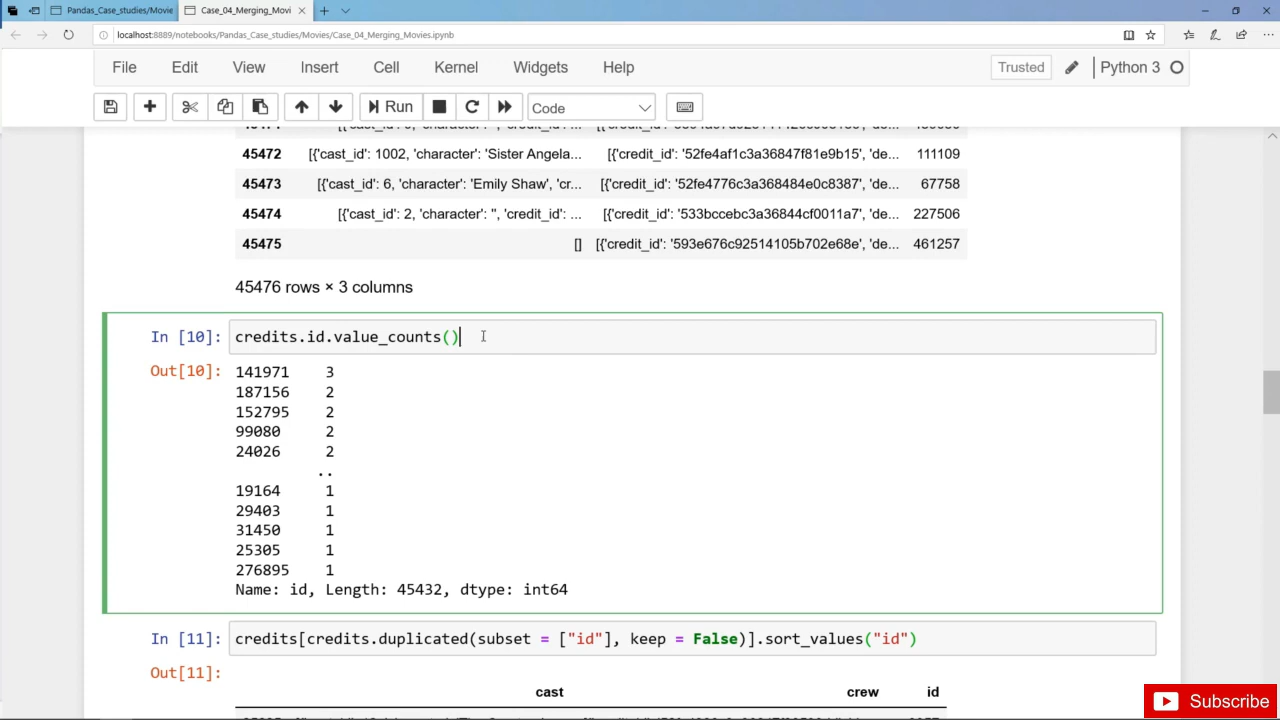 Pandas_Case_studies/Movie
Case_04_Merging_Movi
localhost:8889/notebooks/Pandas_Case_studies/Movies/Case_04_Merging_Movies.ipynb
File Edit View Insert Cell Kernel Widgets Help Trusted Python 3
Run Code
45472 [{'cast_id': 1002, 'character': 'Sister Angela... [{'credit_id': '52fe4af1c3a36847f81e9b15', 'de... 111109
45473 [{'cast_id': 6, 'character': 'Emily Shaw', 'cr... [{'credit_id': '52fe4776c3a368484e0c8387', 'de... 67758
45474 [{'cast_id': 2, 'character': '', 'credit_id': ... [{'credit_id': '533bccebc3a36844cf0011a7', 'de... 227506
45475 [] [{'credit_id': '593e676c92514105b702e68e', 'de... 461257
45476 rows × 3 columns
In [10]: credits.id.value_counts()
Out[10]: 141971 3
187156 2
152795 2
99080 2
24026 2
..
19164 1
29403 1
31450 1
25305 1
276895 1
Name: id, Length: 45432, dtype: int64
In [11]: credits[credits.duplicated(subset = ["id"], keep = False)].sort_values("id")
Out[11]:
cast crew id
Subscribe